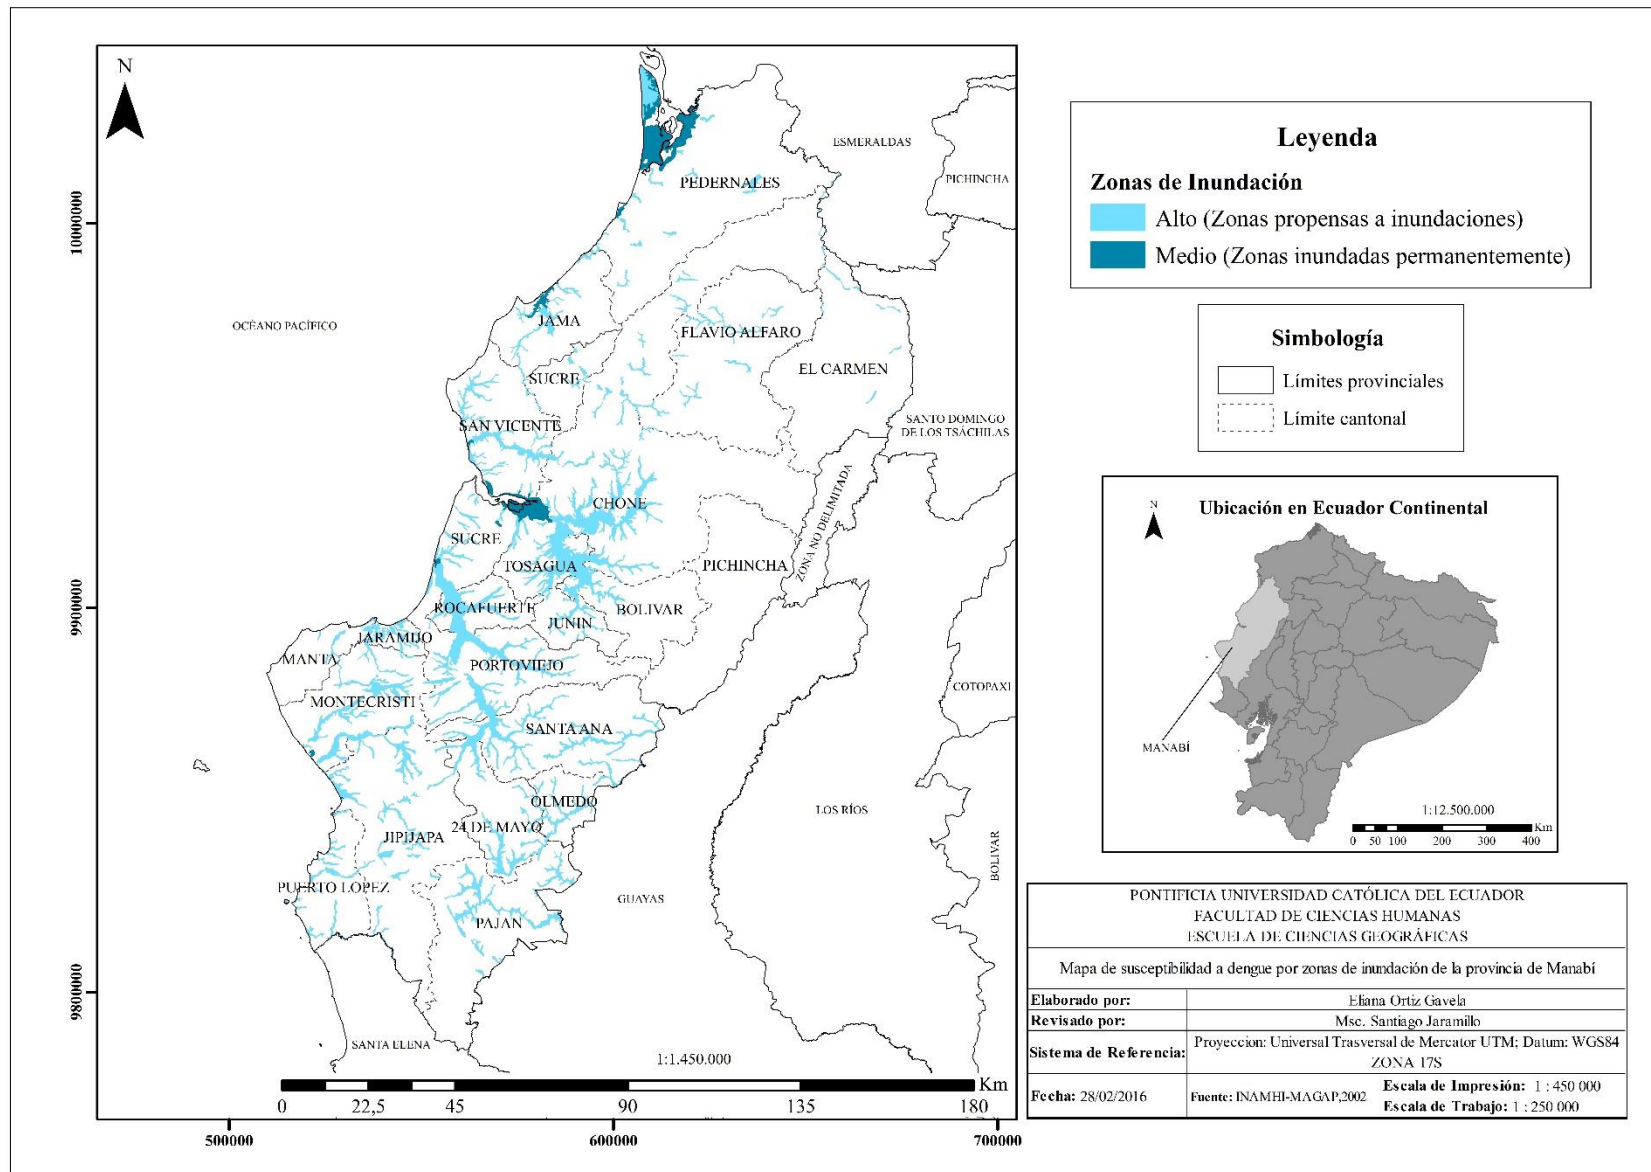 N
ESMERALDAS
PICHINCHA
PEDERNALES
OCÉANO PACÍFICO
JAMA
FLAVIO ALFARO
EL CARMEN
SUCRE
SAN VICENTE
SANTO DOMINGO
DE LOS TSÁCHILAS
CHONE
ZONA NO DELIMITADA
SUCRE
TOSAGUA
PICHINCHA
ROCAFUERTE
BOLIVAR
JUNIN
JARAMIJO
MANTA
PORTOVIEJO
MONTECRISTI
COTOPAXI
SANTA ANA
OLMEDO
24 DE MAYO
LOS RÍOS
JIPIJAPA
BOLIVAR
PUERTO LOPEZ
GUAYAS
PAJAN
SANTA ELENA
1:1.450.000
Km
0 22,5 45 90 135 180
10000000
9900000
9800000
500000 600000 700000
Leyenda
Zonas de Inundación
Alto (Zonas propensas a inundaciones)
Medio (Zonas inundadas permanentemente)
Simbología
Límites provinciales
Límite cantonal
N
Ubicación en Ecuador Continental
MANABÍ
1:12.500.000
Km
0 50 100 200 300 400
PONTIFICIA UNIVERSIDAD CATÓLICA DEL ECUADOR
FACULTAD DE CIENCIAS HUMANAS
ESCUELA DE CIENCIAS GEOGRÁFICAS
Mapa de susceptibilidad a dengue por zonas de inundación de la provincia de Manabí
Elaborado por: Eliana Ortiz Gavela
Revisado por: Msc. Santiago Jaramillo
Sistema de Referencia: Proyeccion: Universal Trasversal de Mercator UTM; Datum: WGS84
ZONA 17S
Fecha: 28/02/2016 Fuente: INAMHI-MAGAP,2002 Escala de Impresión: 1 : 450 000
Escala de Trabajo: 1 : 250 000